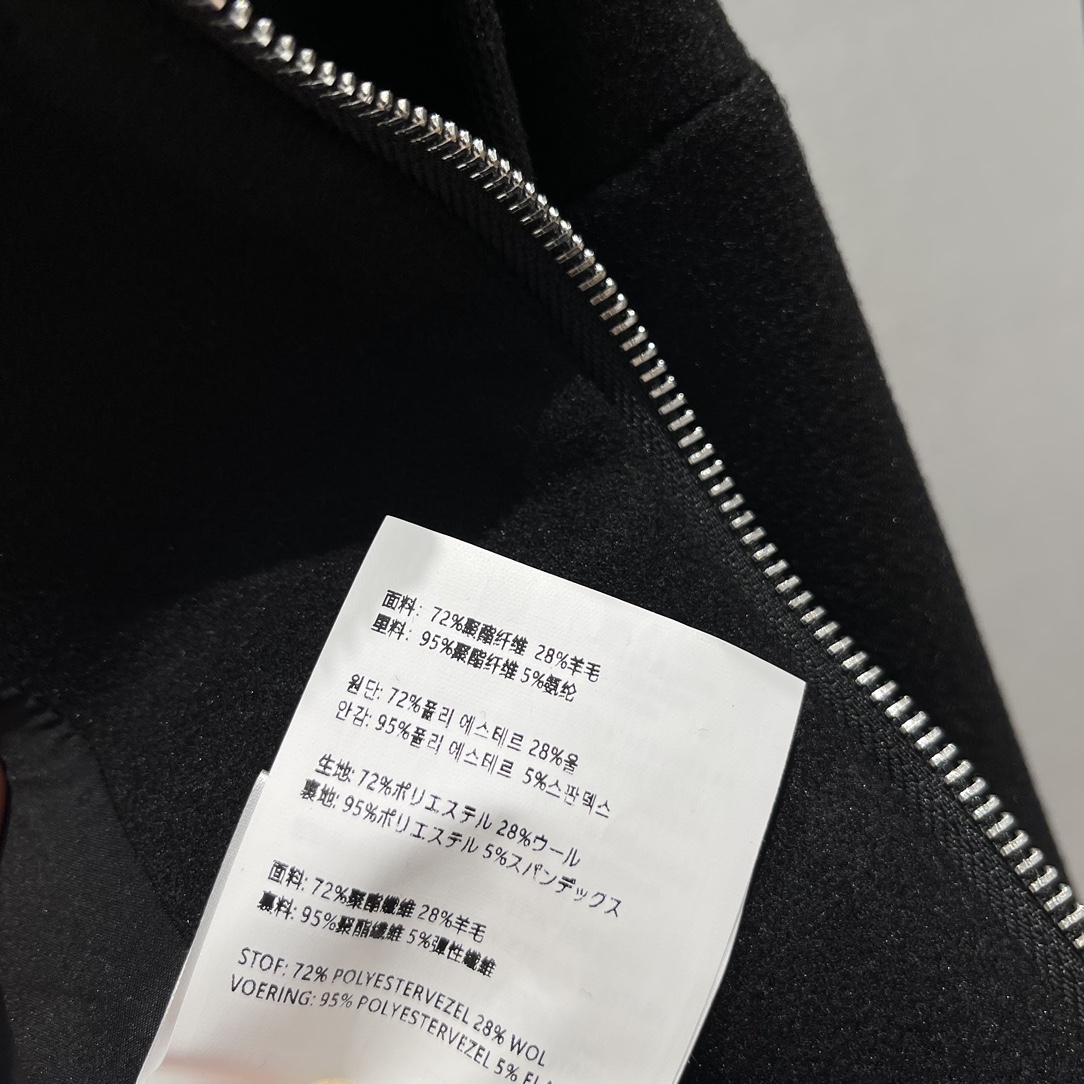 面料: 72%聚酯纤维 28%羊毛
里料: 95%聚酯纤维 5%氨纶
원단: 72%폴리 에스테르 28%울
안감: 95%폴리 에스테르 5%스판덱스
生地: 72%ポリエステル 28%ウール
裏地: 95%ポリエステル 5%スパンデックス
面料: 72%聚酯纖維 28%羊毛
裏料: 95%聚酯纖維 5%彈性纖維
STOF: 72% POLYESTERVEZEL 28% WOL
VOERING: 95% POLYESTERVEZEL 5%